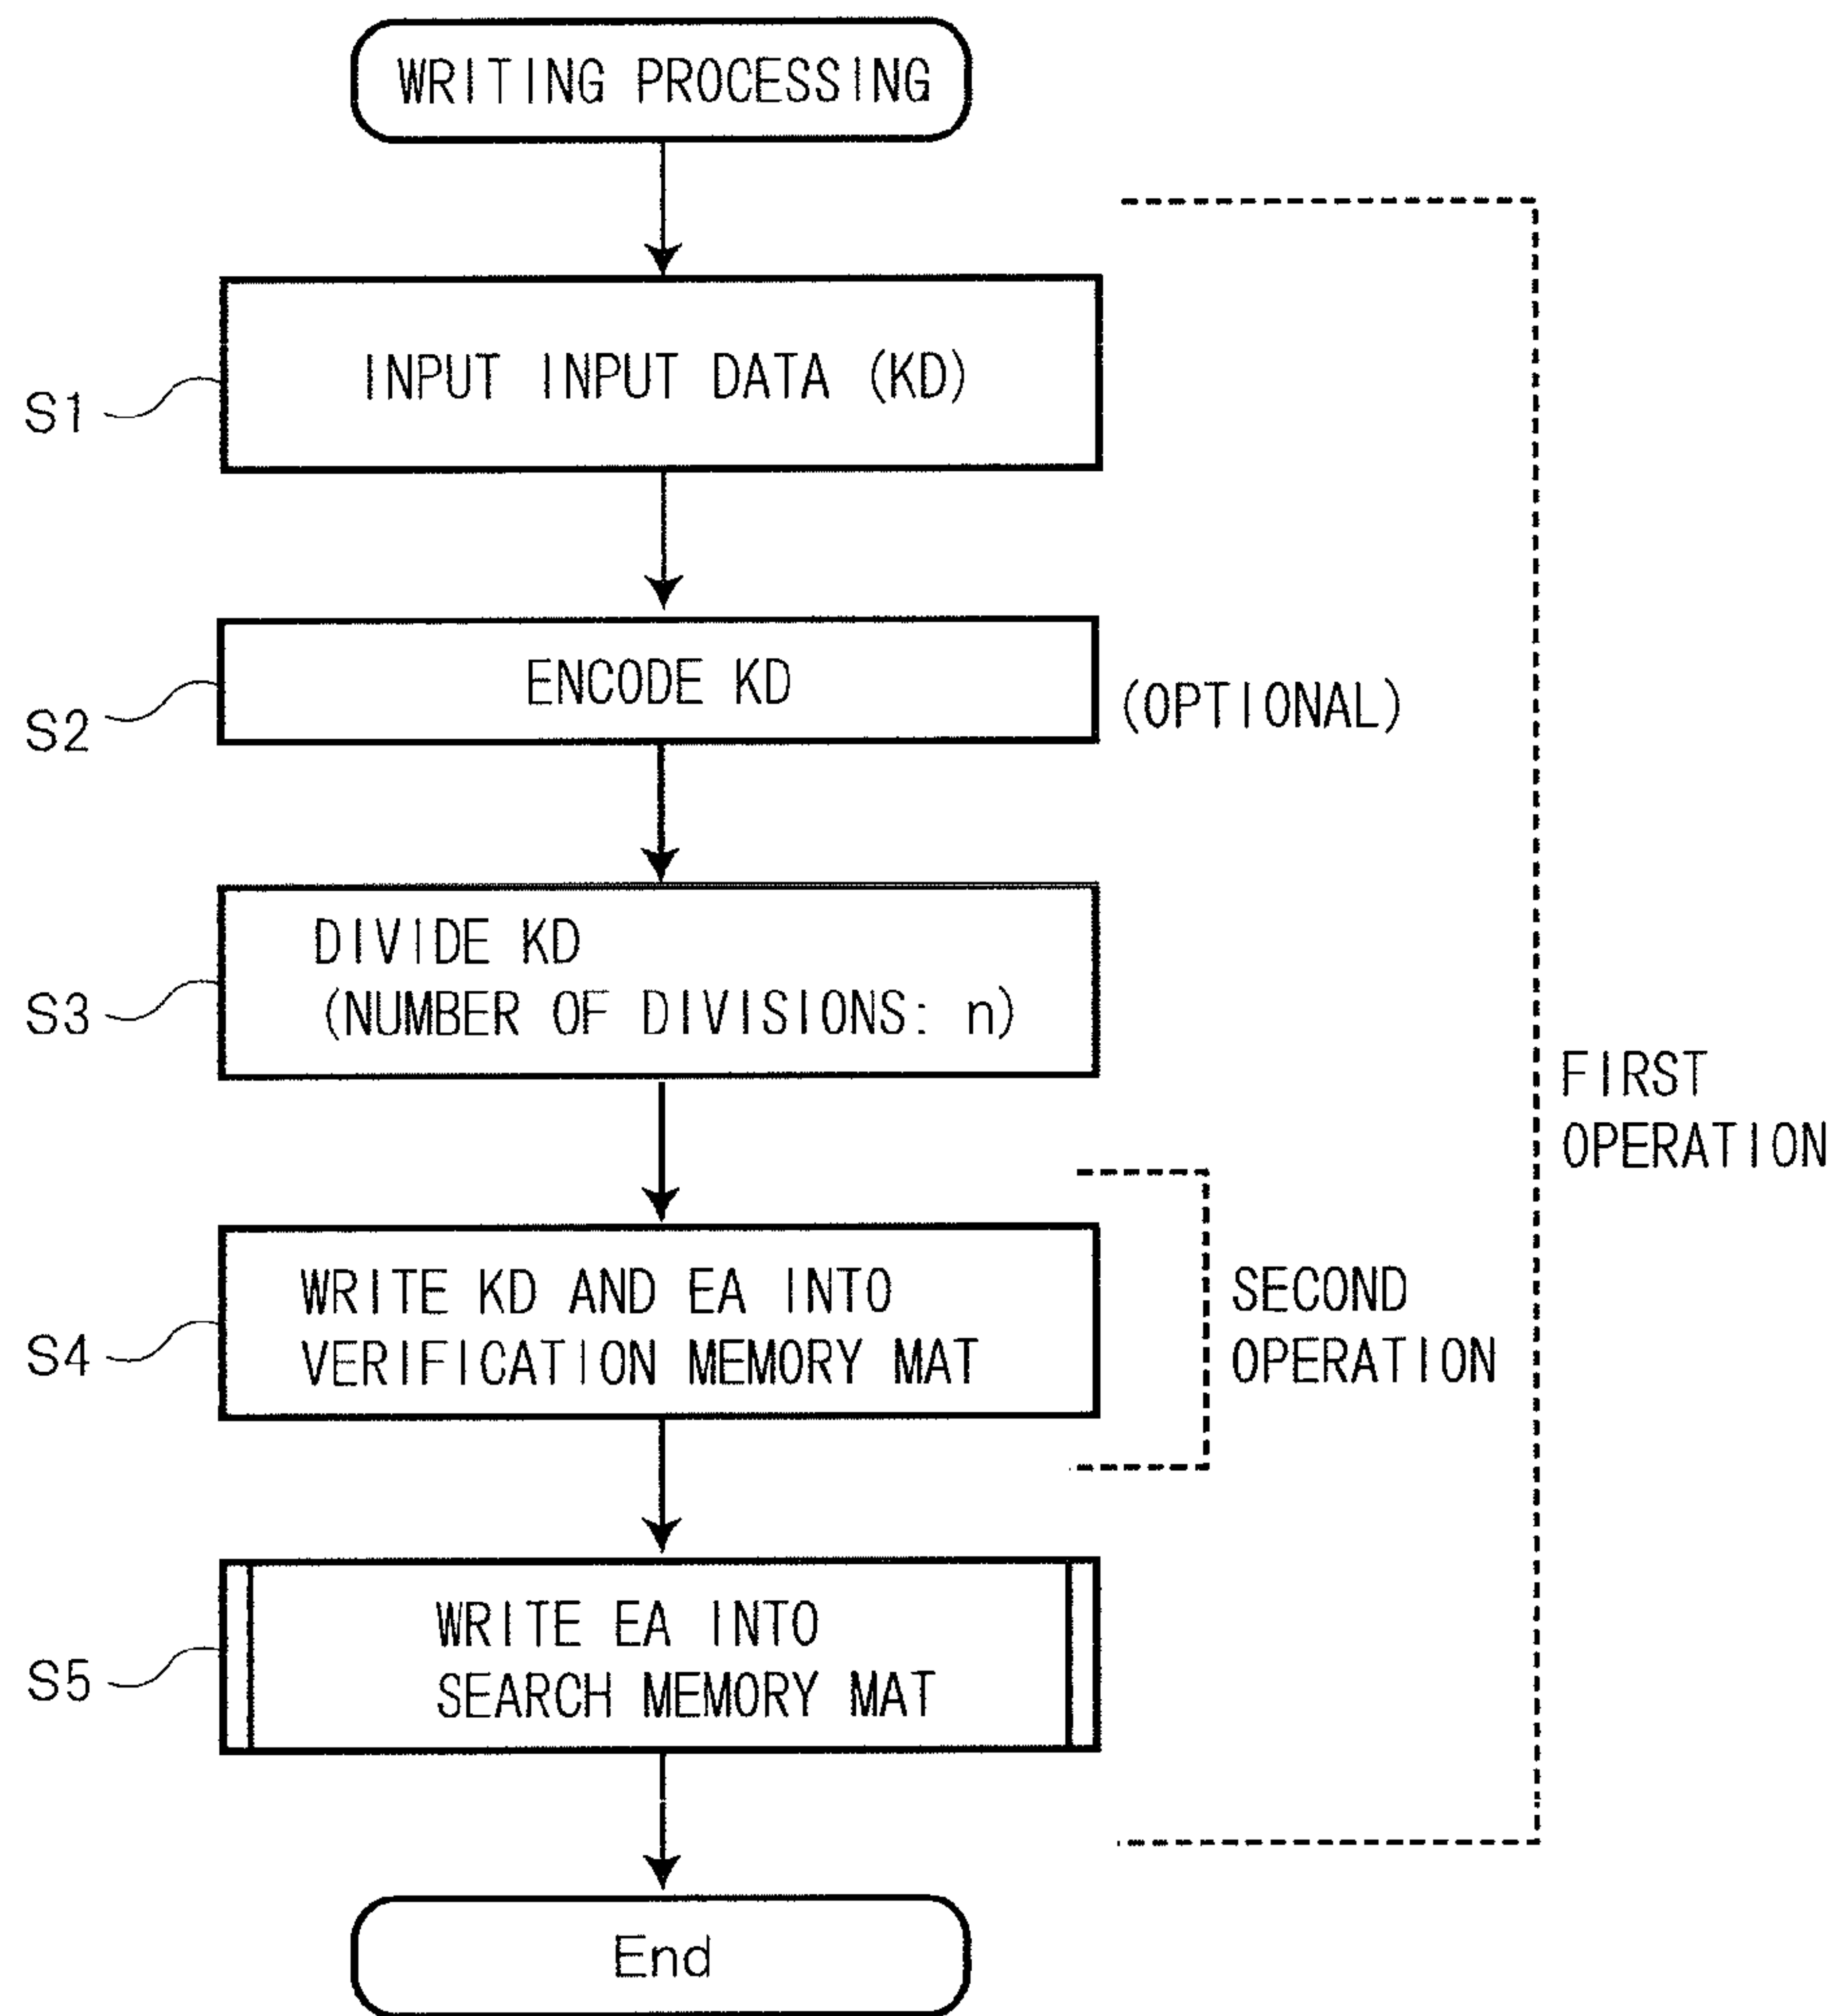 WRITING PROCESSING
INPUT INPUT DATA (KD)
S1
ENCODE KD
(OPTIONAL)
S2
DIVIDE KD
(NUMBER OF DIVISIONS: n)
S3
FIRST
OPERATION
WRITE KD AND EA INTO
VERIFICATION MEMORY MAT
S4
SECOND
OPERATION
WRITE EA INTO
SEARCH MEMORY MAT
S5
End